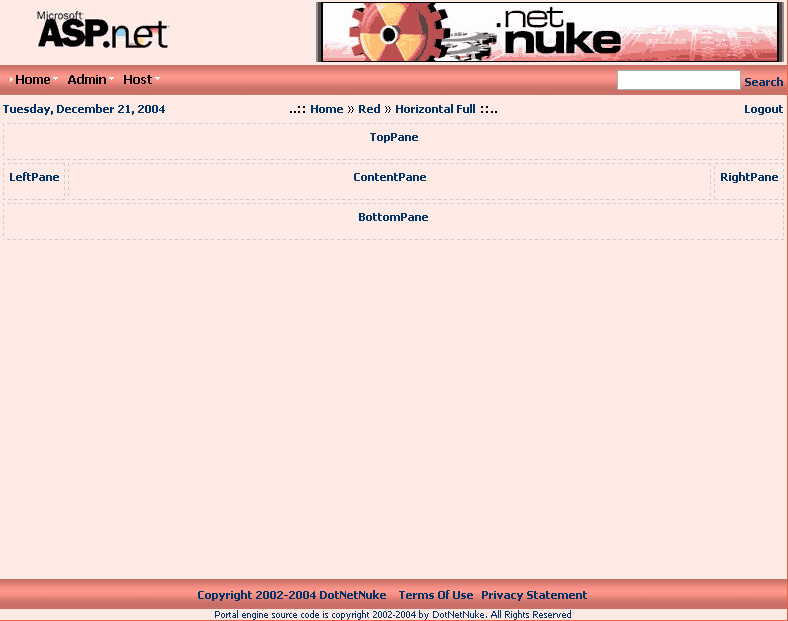 Microsoft
ASP.net
.net
nuke
Home Admin Host
Search
Tuesday, December 21, 2004 ..:: Home » Red » Horizontal Full ::.. Logout
TopPane
LeftPane ContentPane RightPane
BottomPane
Copyright 2002-2004 DotNetNuke Terms Of Use Privacy Statement
Portal engine source code is copyright 2002-2004 by DotNetNuke. All Rights Reserved